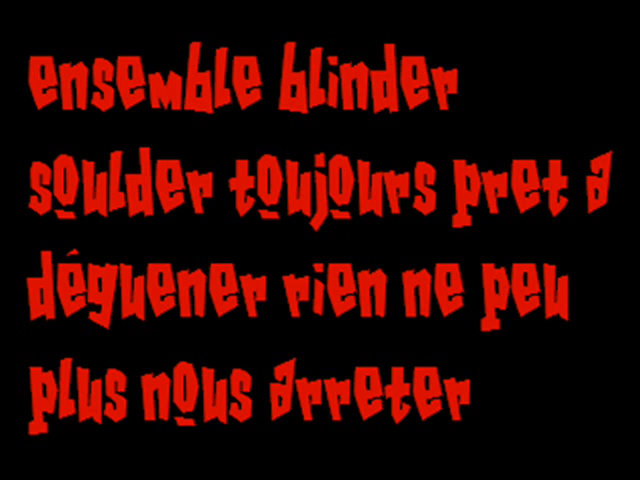 ensemble blinder
soulder toujours pret a
déguener rien ne peu
plus nous arreter